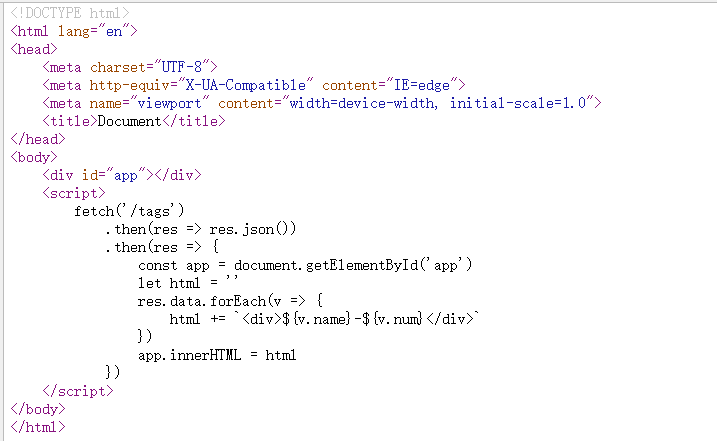 <!DOCTYPE html>
<html lang="en">
<head>
    <meta charset="UTF-8">
    <meta http-equiv="X-UA-Compatible" content="IE=edge">
    <meta name="viewport" content="width=device-width, initial-scale=1.0">
    <title>Document</title>
</head>
<body>
    <div id="app"></div>
    <script>
        fetch('/tags')
            .then(res => res.json())
            .then(res => {
                const app = document.getElementById('app')
                let html = ''
                res.data.forEach(v => {
                    html += `<div>${v.name}-${v.num}</div>`
                })
                app.innerHTML = html
            })
    </script>
</body>
</html>